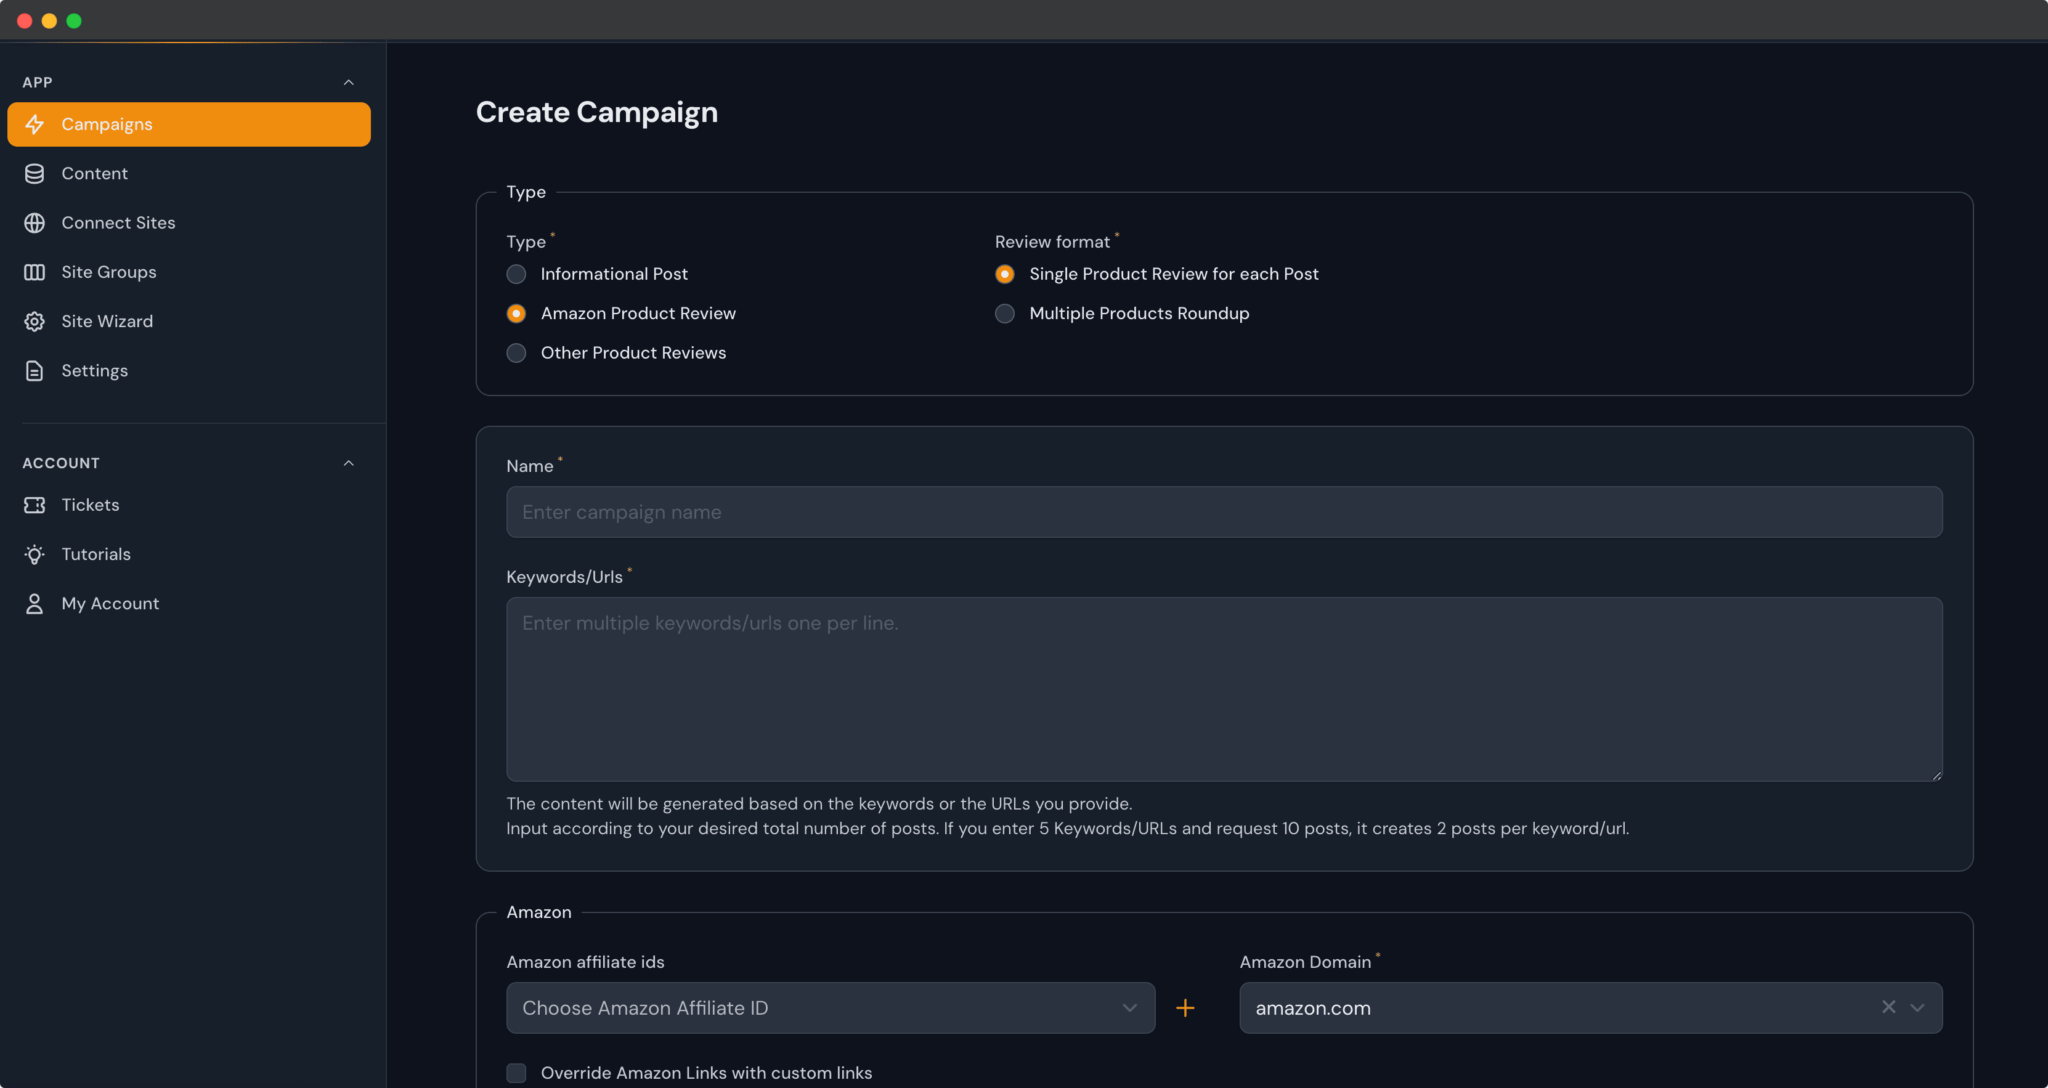 APP
Campaigns
Content
Connect Sites
Site Groups
Site Wizard
Settings
ACCOUNT
Tickets
Tutorials
My Account
Create Campaign
Type
Type *
Informational Post
Amazon Product Review
Other Product Reviews
Review format *
Single Product Review for each Post
Multiple Products Roundup
Name *
Enter campaign name
Keywords/Urls *
Enter multiple keywords/urls one per line.
The content will be generated based on the keywords or the URLs you provide.
Input according to your desired total number of posts. If you enter 5 Keywords/URLs and request 10 posts, it creates 2 posts per keyword/url.
Amazon
Amazon affiliate ids
Choose Amazon Affiliate ID
Amazon Domain *
amazon.com
Override Amazon Links with custom links